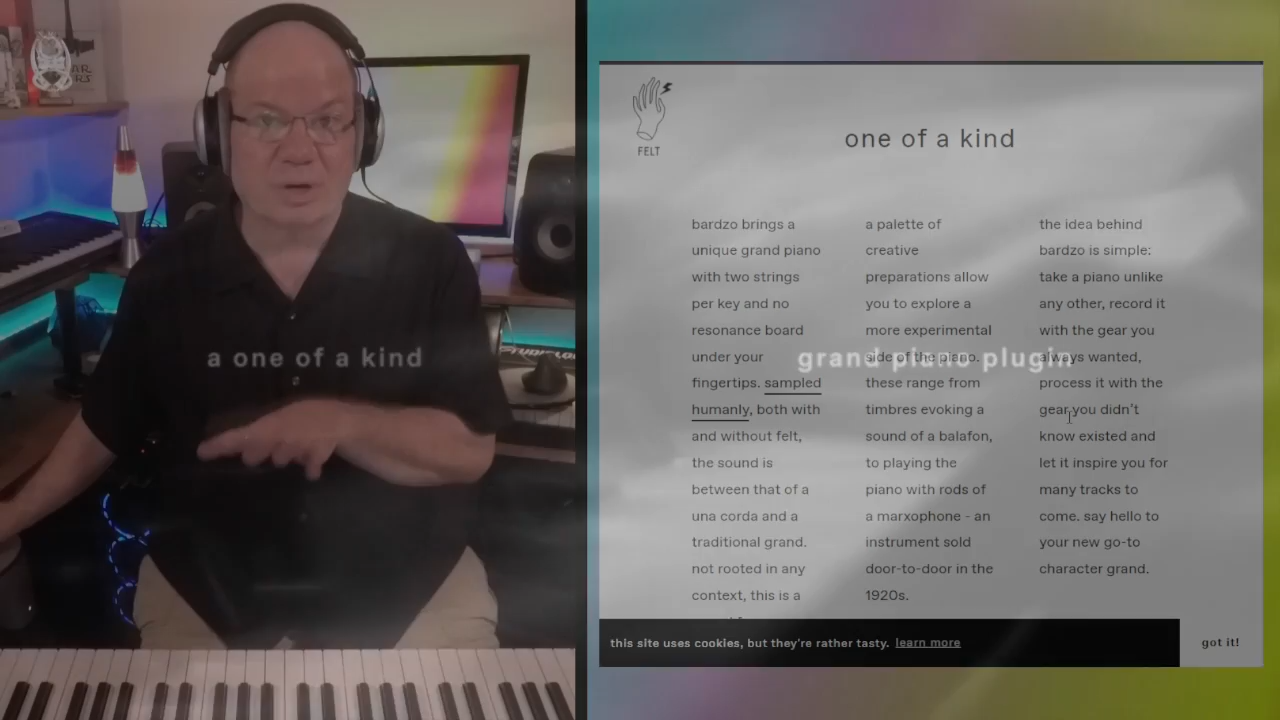 a one of a kind
grand piano plugin
FELT
one of a kind
bardzo brings a
unique grand piano
with two strings
per key and no
resonance board
under your
fingertips. sampled
humanly, both with
and without felt,
the sound is
between that of a
una corda and a
traditional grand.
not rooted in any
context, this is a
a palette of
creative
preparations allow
you to explore a
more experimental
side of the piano.
these range from
timbres evoking a
sound of a balafon,
to playing the
piano with rods of
a marxophone - an
instrument sold
door-to-door in the
1920s.
the idea behind
bardzo is simple:
take a piano unlike
any other, record it
with the gear you
always wanted,
process it with the
gear you didn't
know existed and
let it inspire you for
many tracks to
come. say hello to
your new go-to
character grand.
this site uses cookies, but they're rather tasty. learn more
got it!